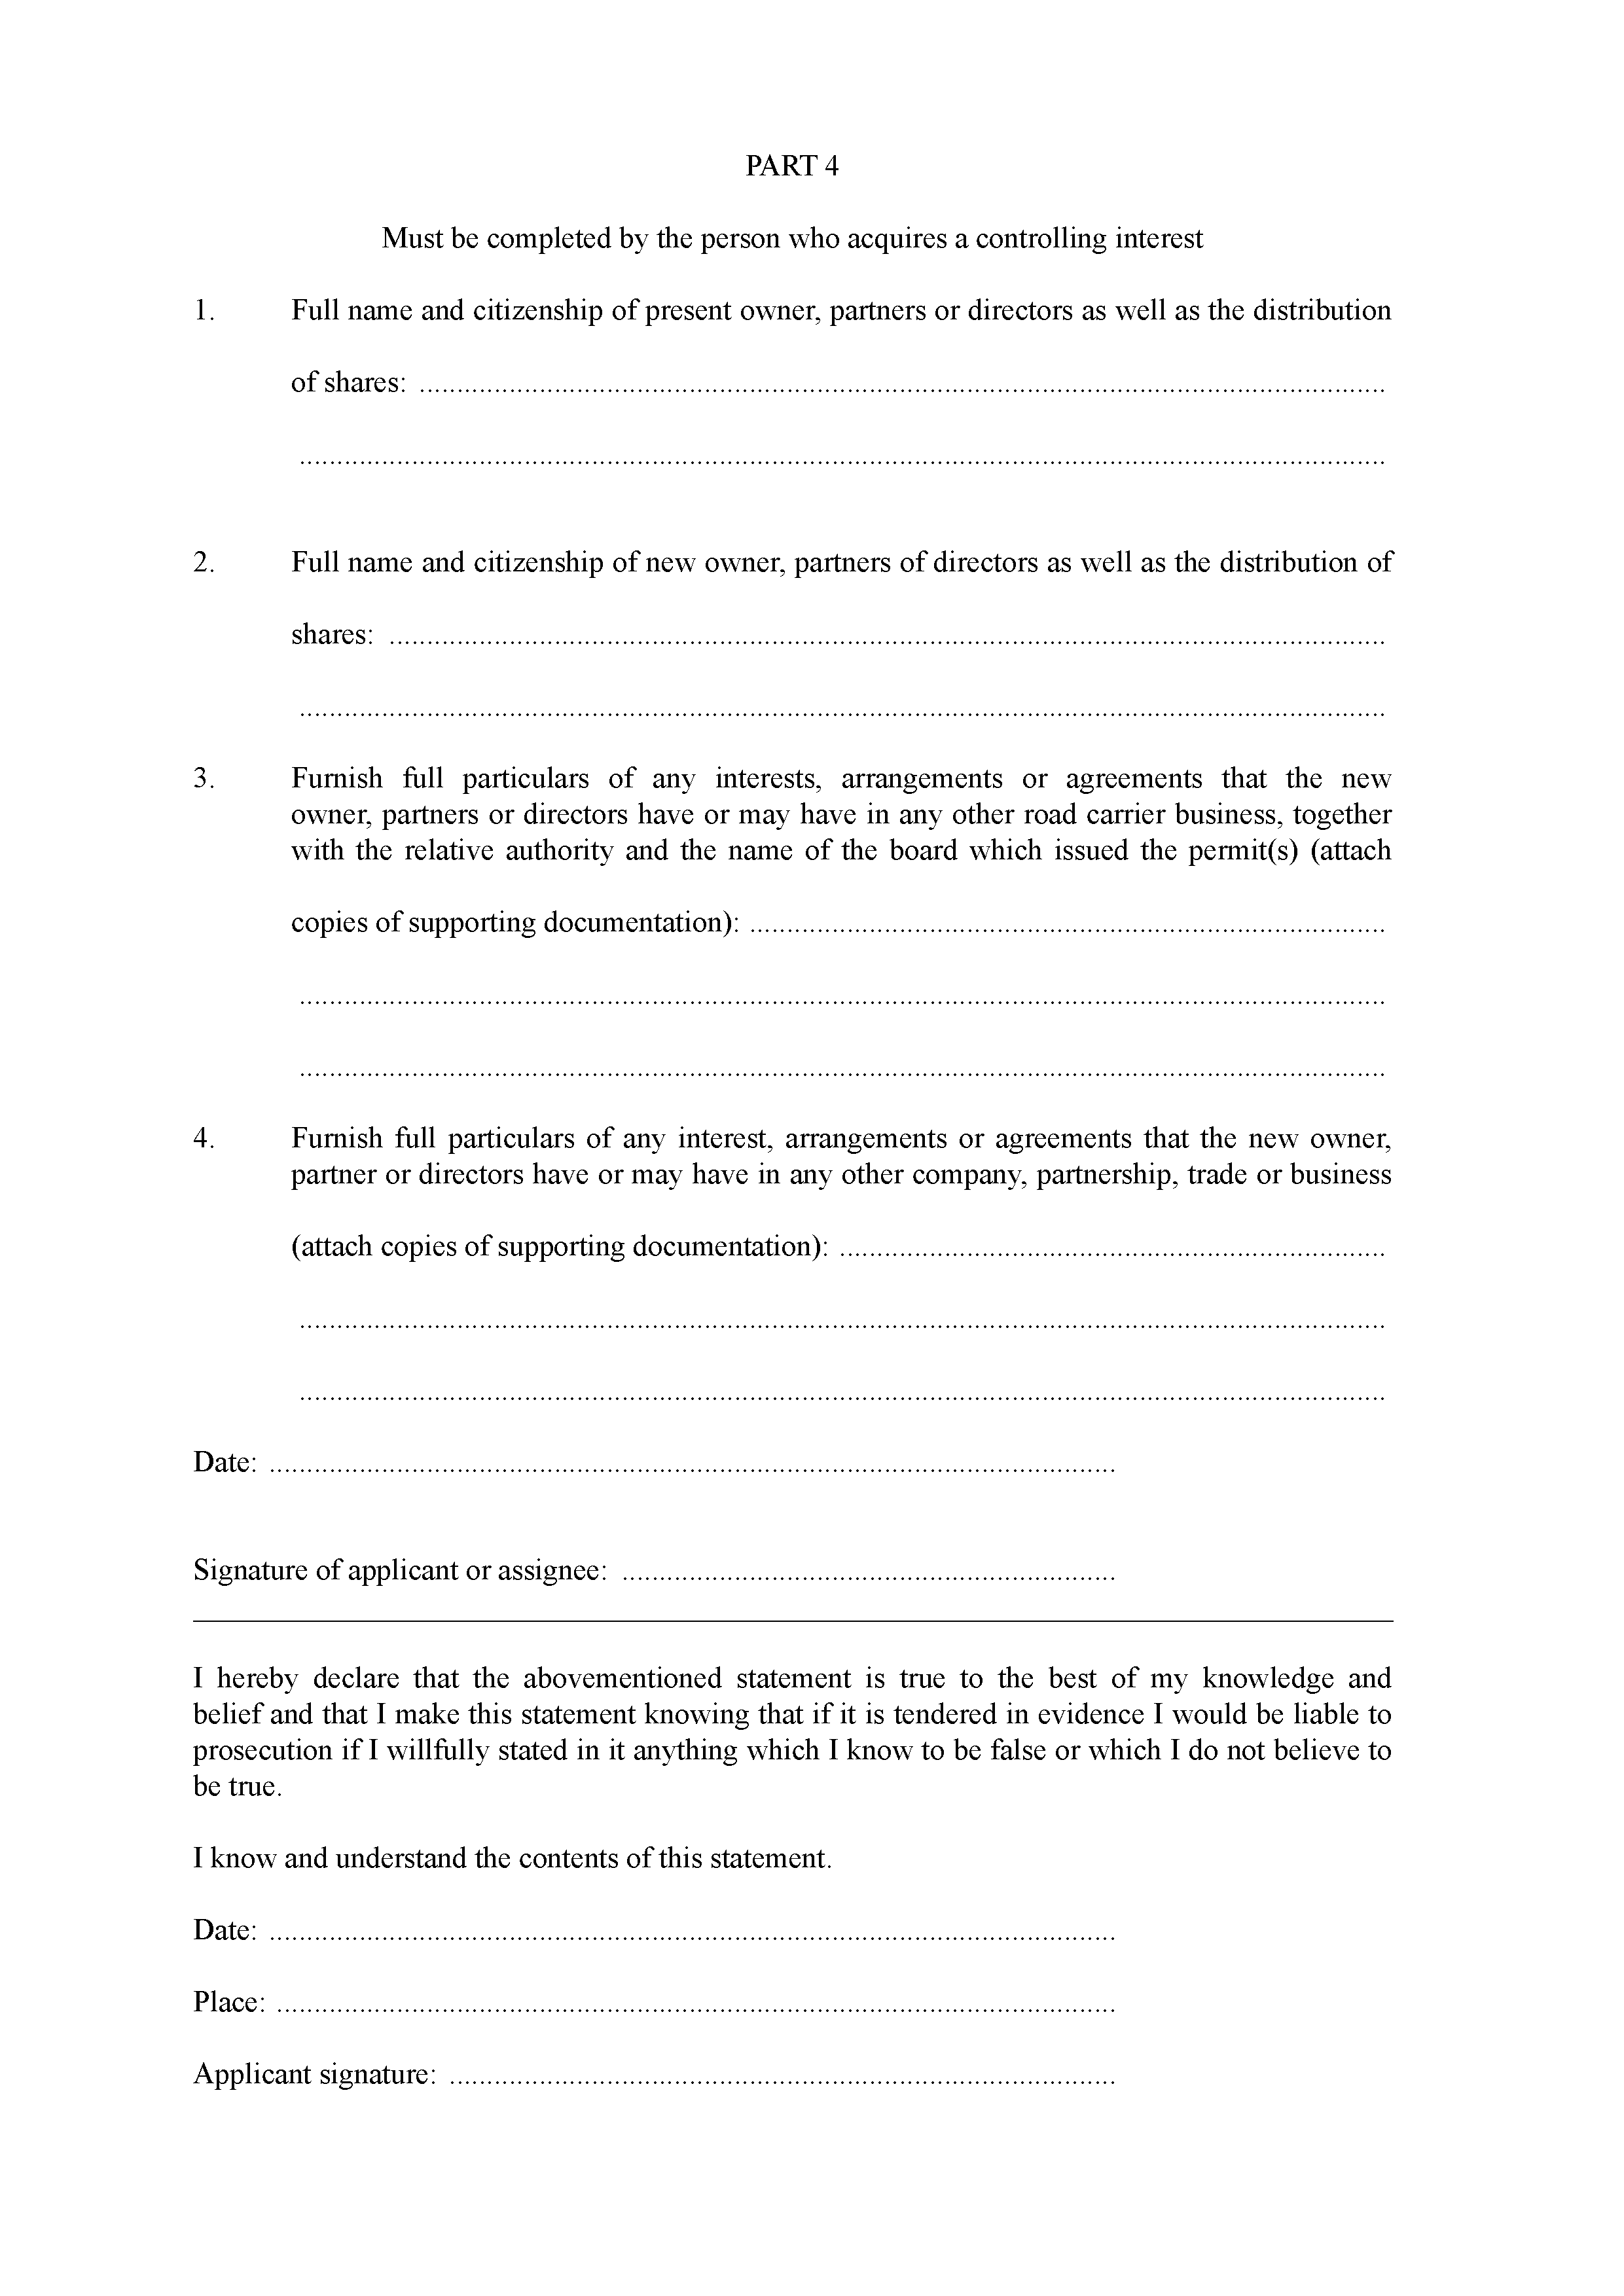 PART 4
Must be completed by the person who acquires a controlling interest
1. Full name and citizenship of present owner, partners or directors as well as the distribution
of shares: ........................................................................................................................................
........................................................................................................................................
2. Full name and citizenship of new owner, partners of directors as well as the distribution of
shares: ........................................................................................................................................
........................................................................................................................................
3. Furnish full particulars of any interests, arrangements or agreements that the new
owner, partners or directors have or may have in any other road carrier business, together
with the relative authority and the name of the board which issued the permit(s) (attach
copies of supporting documentation): .....................................................................................
........................................................................................................................................
........................................................................................................................................
4. Furnish full particulars of any interest, arrangements or agreements that the new owner,
partner or directors have or may have in any other company, partnership, trade or business
(attach copies of supporting documentation): .........................................................................
........................................................................................................................................
........................................................................................................................................
Date: .................................................................................................................
Signature of applicant or assignee: ..................................................................
I hereby declare that the abovementioned statement is true to the best of my knowledge and
belief and that I make this statement knowing that if it is tendered in evidence I would be liable to
prosecution if I willfully stated in it anything which I know to be false or which I do not believe to
be true.
I know and understand the contents of this statement.
Date: .................................................................................................................
Place: ................................................................................................................
Applicant signature: .........................................................................................